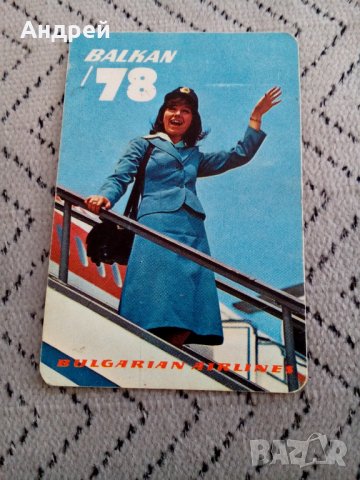 Андрей
BALKAN
/78
BULGARIAN AIRLINES
BAZAR